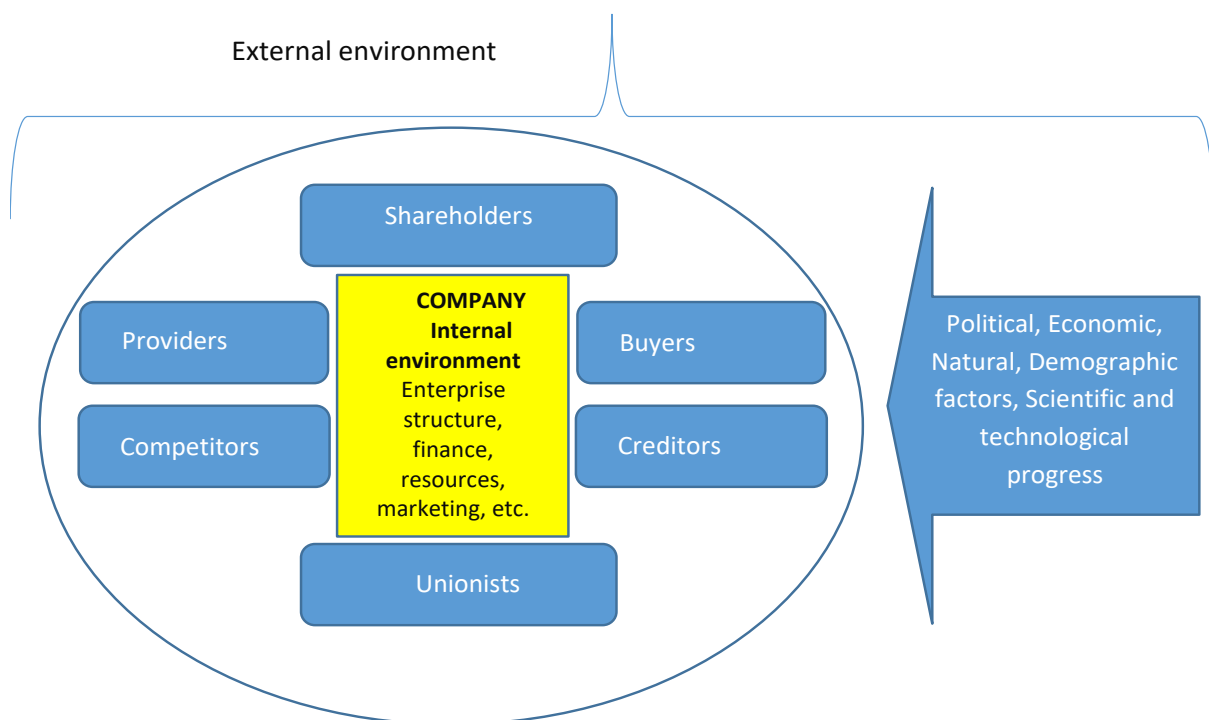 External environment
Shareholders
Providers
Competitors
COMPANY
Internal
environment
Enterprise
structure,
finance,
resources,
marketing, etc.
Buyers
Creditors
Unionists
Political, Economic,
Natural, Demographic
factors, Scientific and
technological
progress